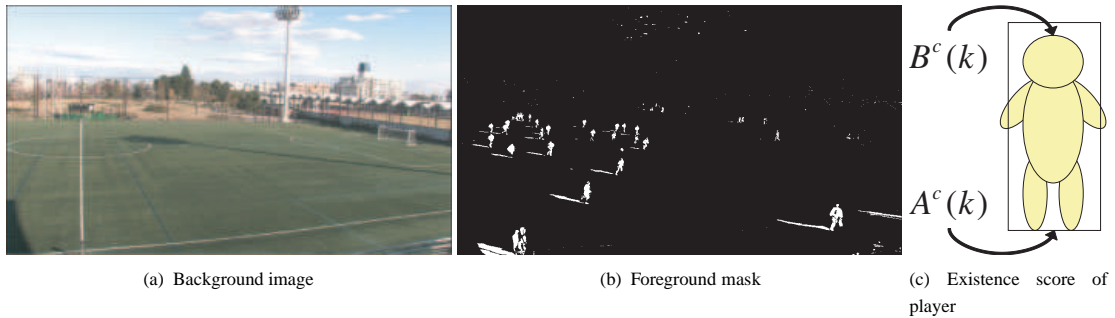 B^c(k)
A^c(k)
(a) Background image
(b) Foreground mask
(c) Existence score of
player